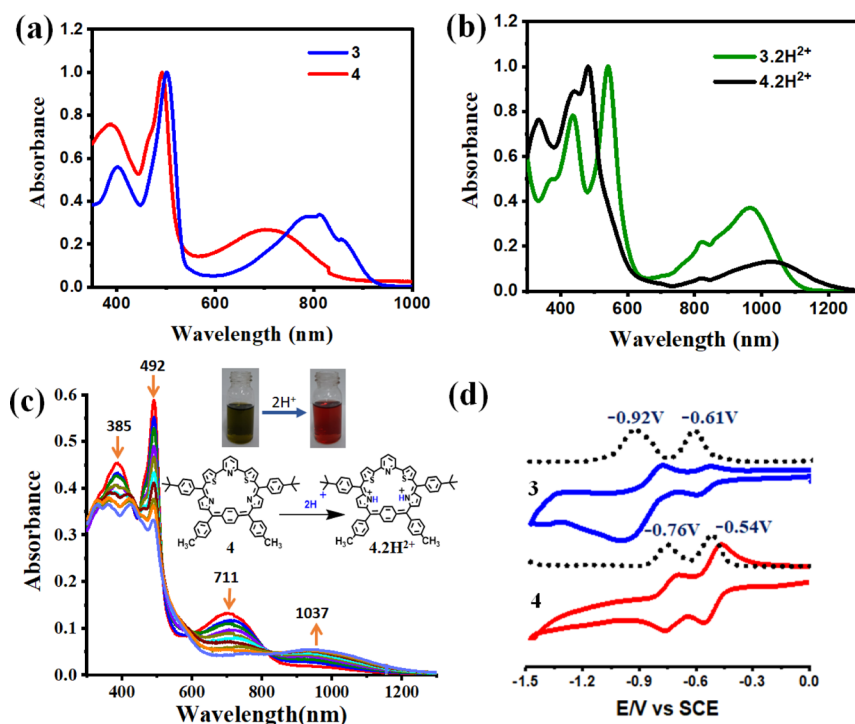 (a)
3
4
Absorbance
1.2
1.0
0.8
0.6
0.4
0.2
0.0
400 600 800 1000
Wavelength (nm)
(b)
3.2H²⁺
4.2H²⁺
Absorbance
1.2
1.0
0.8
0.6
0.4
0.2
0.0
400 600 800 1000 1200
Wavelength (nm)
(c)
492
385
711
1037
2H⁺
Absorbance
0.6
0.5
0.4
0.3
0.2
0.1
0.0
400 600 800 1000 1200
Wavelength(nm)
S N S
N N
CH₃ CH₃
4
2H⁺
S N S
NH⁺ HN⁺
CH₃ CH₃
4.2H²⁺
(d)
−0.92V −0.61V
3
−0.76V −0.54V
4
-1.5 -1.2 -0.9 -0.6 -0.3 0.0
E/V vs SCE